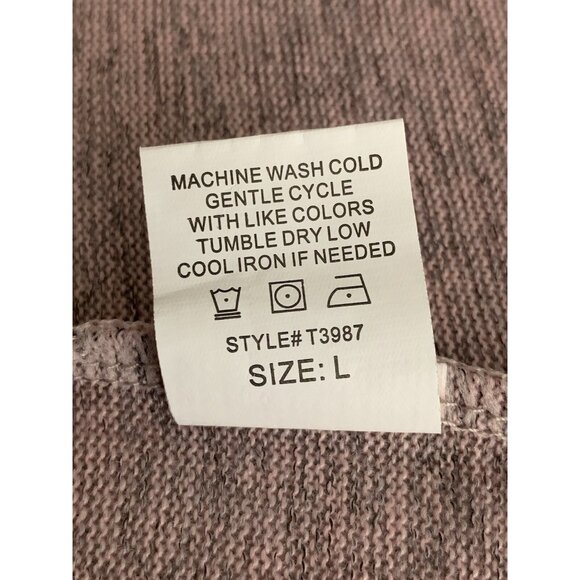 MACHINE WASH COLD
GENTLE CYCLE
WITH LIKE COLORS
TUMBLE DRY LOW
COOL IRON IF NEEDED
STYLE# T3987
SIZE: L